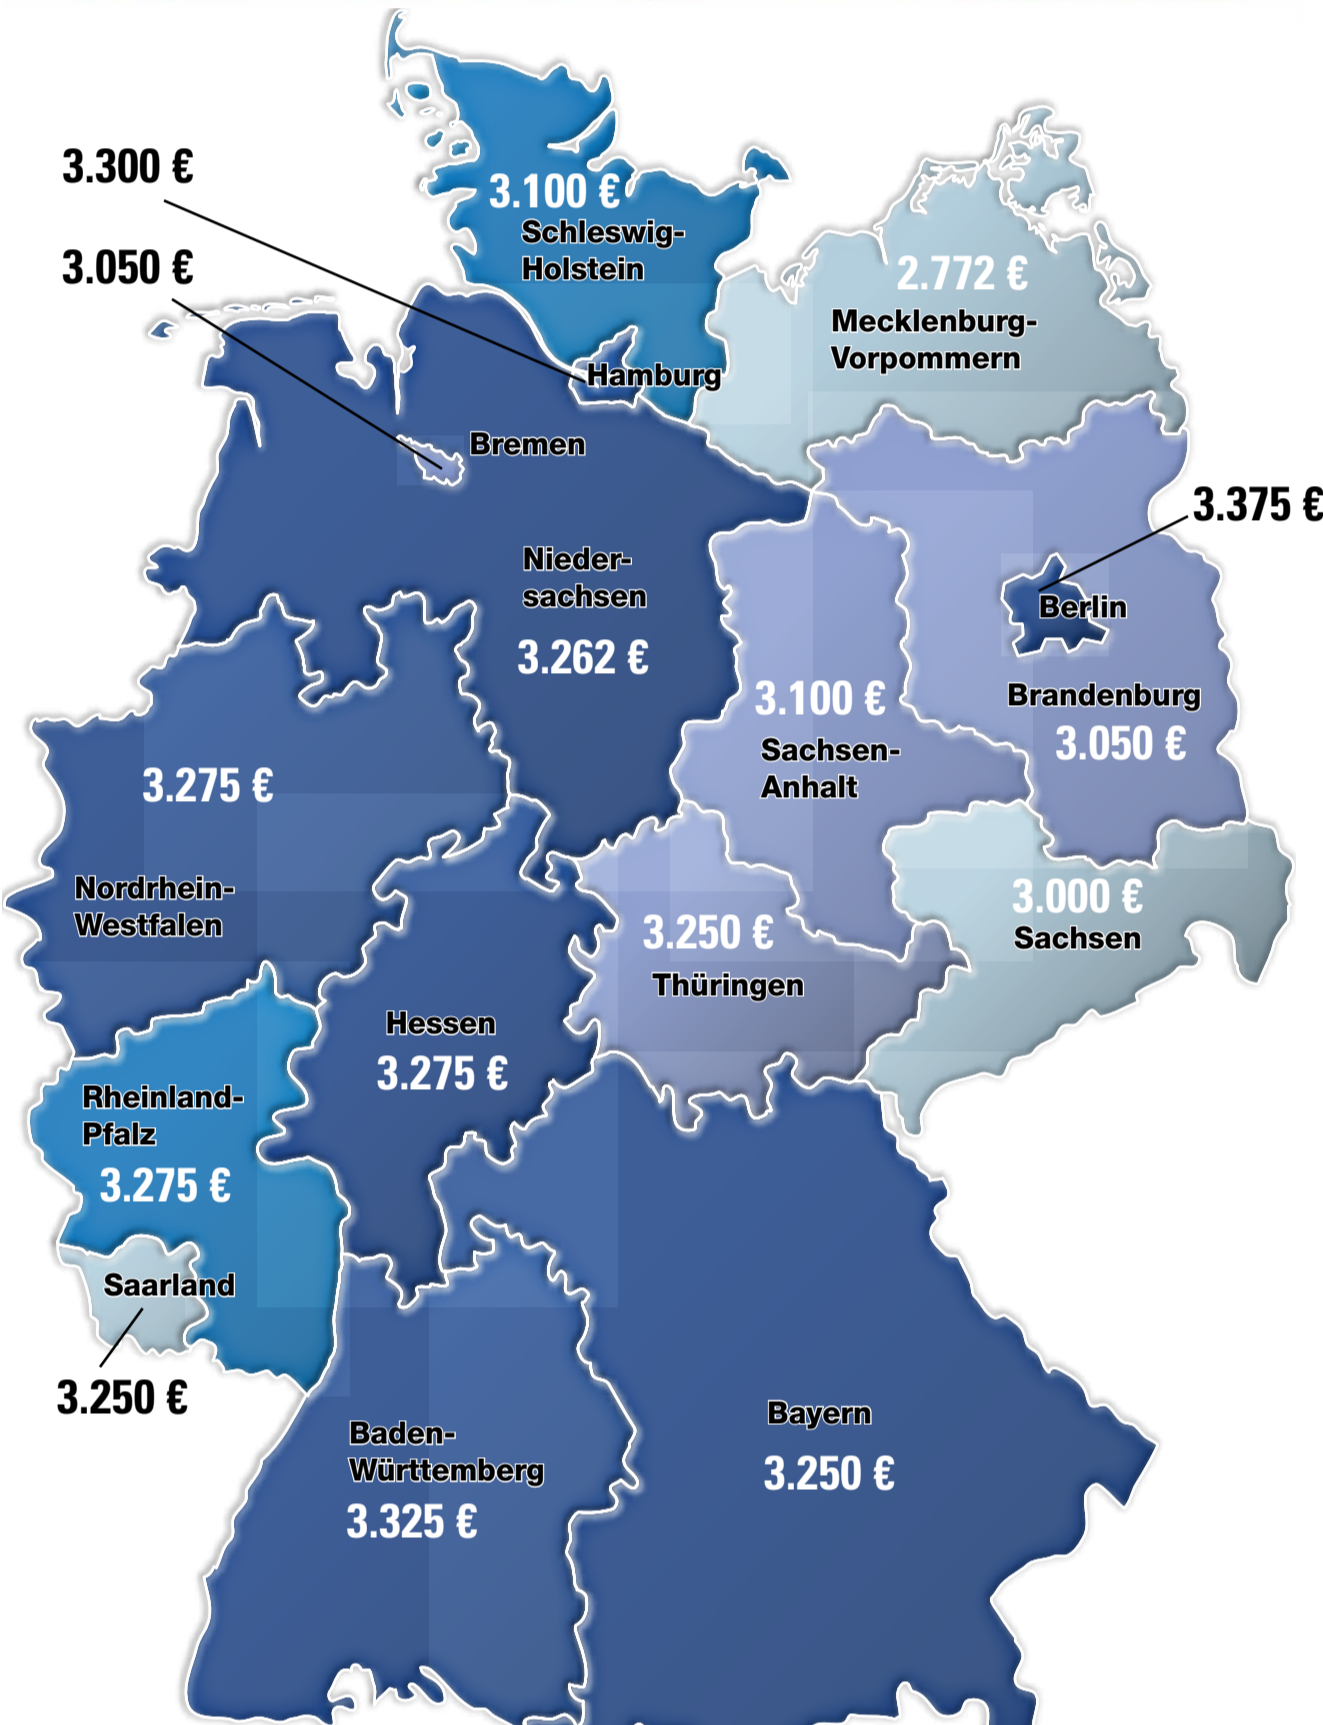 3.300 €
3.050 €
3.100 €
Schleswig-
Holstein
2.772 €
Mecklenburg-
Vorpommern
Hamburg
Bremen
3.375 €
Berlin
Nieder-
sachsen
3.262 €
3.100 €
Sachsen-
Anhalt
Brandenburg
3.050 €
3.275 €
Nordrhein-
Westfalen
3.000 €
Sachsen
3.250 €
Thüringen
Hessen
3.275 €
Rheinland-
Pfalz
3.275 €
Saarland
3.250 €
Baden-
Württemberg
3.325 €
Bayern
3.250 €